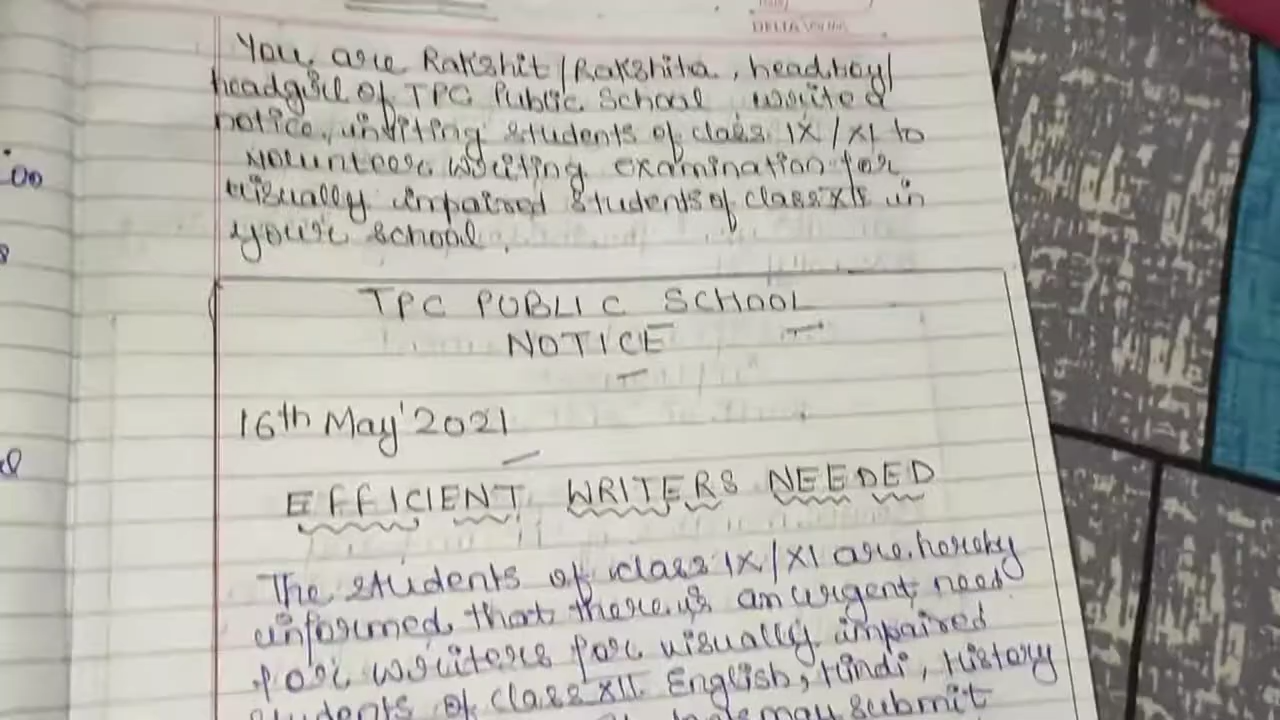 DELTA
You are Rakshit/Rakshita, headboy/
headgirl of TPC Public School write a
notice, inviting students of class IX/XI to
volunteer writing examination for
visually impaired students of class XII in
your school.
TPC PUBLIC SCHOOL
NOTICE
16th May'2021
EFFICIENT WRITERS NEEDED
The students of class IX/XI are hereby
informed that there is an urgent need
for writers for visually impaired
students of class XII. English, Hindi, History
may submit